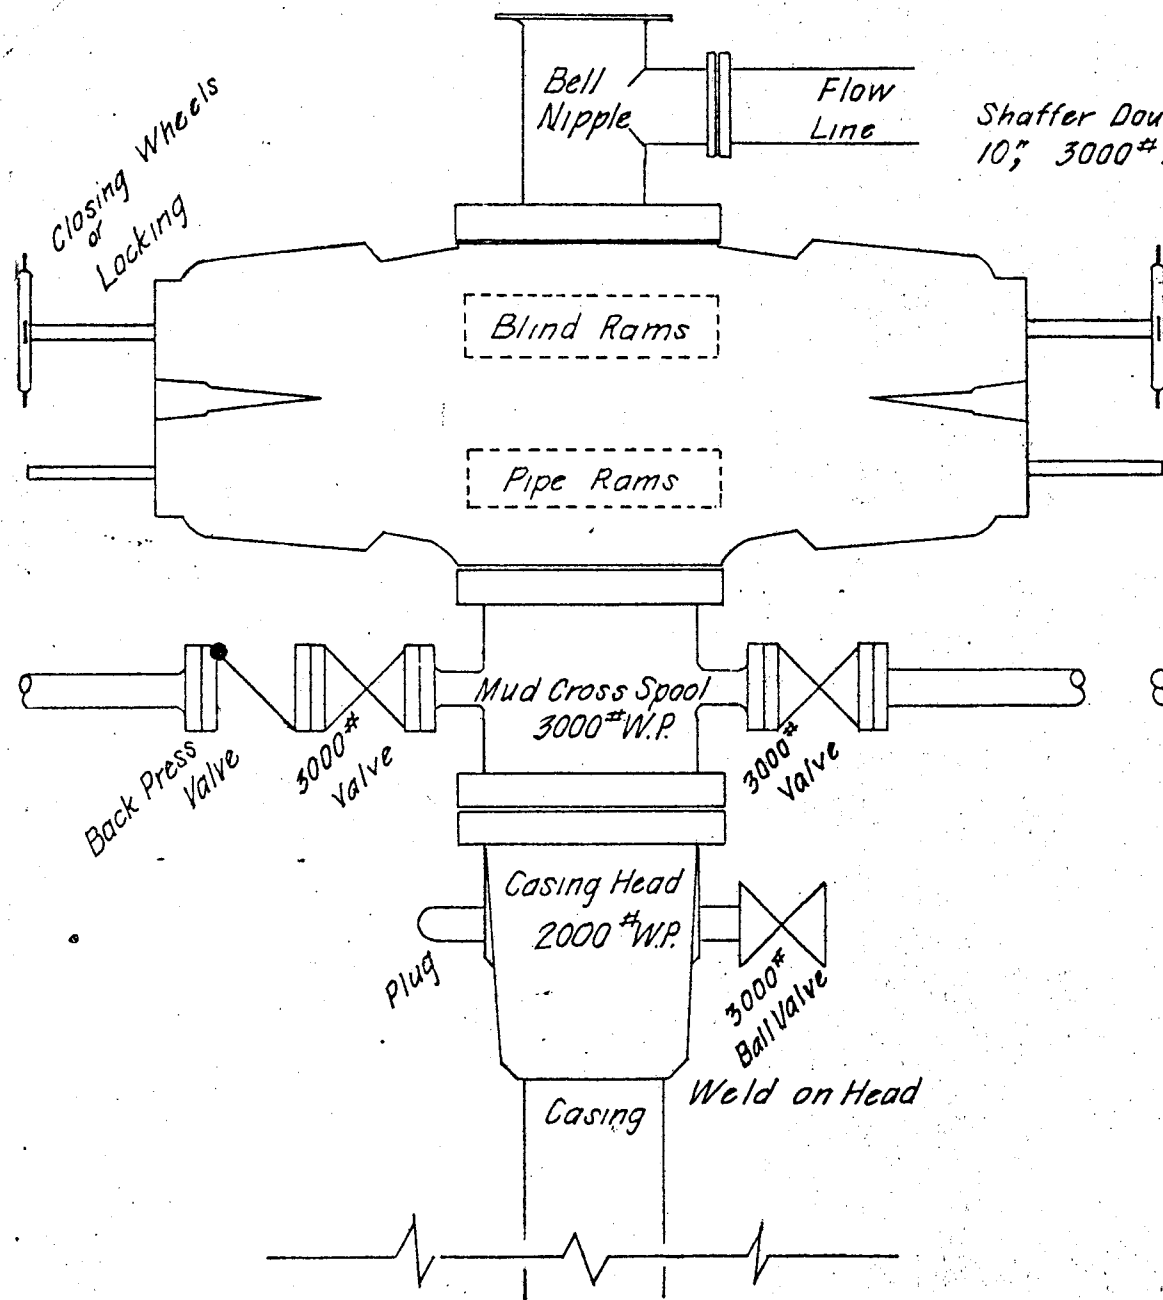 Bell
Nipple
Flow
Line
Shaffer Dou
10", 3000#
Closing Wheels
or
Locking
Blind Rams
Pipe Rams
Mud Cross Spool
3000# W.P.
Back Press
Valve
3000#
Valve
3000#
Valve
Casing Head
2000# W.P.
Plug
3000#
Ball Valve
Weld on Head
Casing